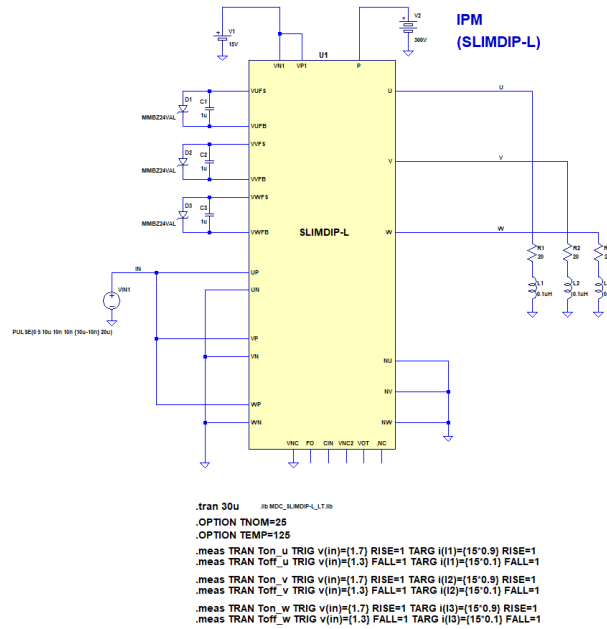 IPM
(SLIMDIP-L)
V1
15V
V2
300V
U1
VN1
VP1
P
D1
MMBZ24VAL
C1
1u
VUFS
VUFB
U
U
D2
MMBZ24VAL
C2
1u
VVFS
VVFB
V
V
D3
MMBZ24VAL
C3
1u
VWFS
VWFB
W
W
SLIMDIP-L
R1
20
R2
20
R
2
L1
0.1uH
L2
0.1uH
L
0.
IN
VIN1
PULSE(0 5 10u 10n 10n {10u-10n} 20u)
UP
UN
VP
VN
WP
WN
NU
NV
NW
VNC
FO
CIN
VNC2
VOT
.NC
.tran 30u
.lib MDC_SLIMDIP-L_LT.lib
.OPTION TNOM=25
.OPTION TEMP=125
.meas TRAN Ton_u TRIG v(in)={1.7} RISE=1 TARG i(l1)={15*0.9} RISE=1
.meas TRAN Toff_u TRIG v(in)={1.3} FALL=1 TARG i(l1)={15*0.1} FALL=1
.meas TRAN Ton_v TRIG v(in)={1.7} RISE=1 TARG i(l2)={15*0.9} RISE=1
.meas TRAN Toff_v TRIG v(in)={1.3} FALL=1 TARG i(l2)={15*0.1} FALL=1
.meas TRAN Ton_w TRIG v(in)={1.7} RISE=1 TARG i(l3)={15*0.9} RISE=1
.meas TRAN Toff_w TRIG v(in)={1.3} FALL=1 TARG i(l3)={15*0.1} FALL=1